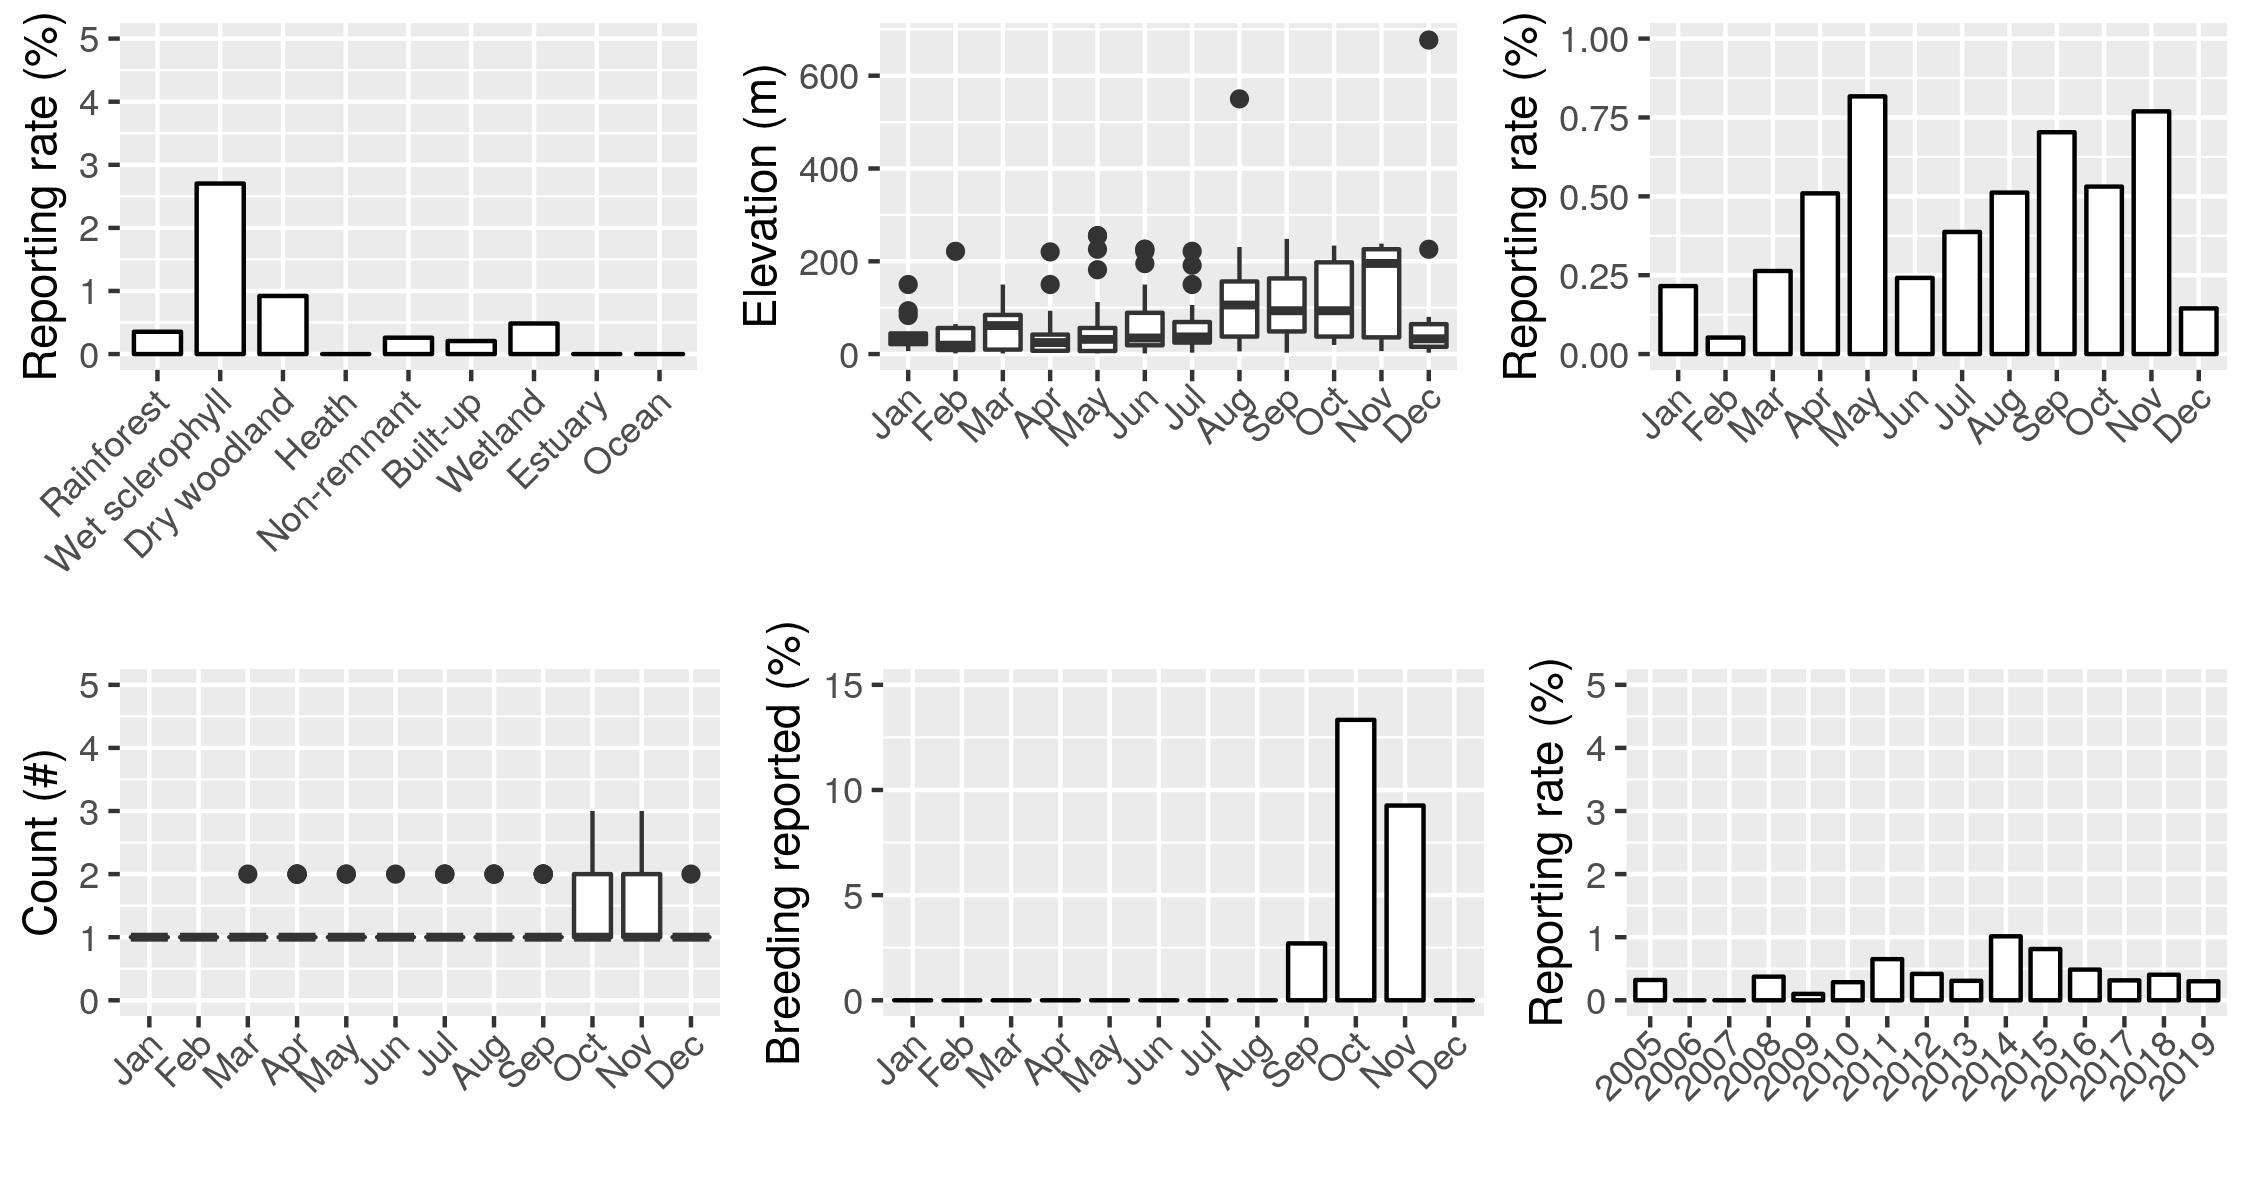 Reporting rate (%)
5
4
3
2
1
0
Rainforest
Wet sclerophyll
Dry woodland
Heath
Non-remnant
Built-up
Wetland
Estuary
Ocean
Elevation (m)
600
400
200
0
Jan
Feb
Mar
Apr
May
Jun
Jul
Aug
Sep
Oct
Nov
Dec
Reporting rate (%)
1.00
0.75
0.50
0.25
0.00
Jan
Feb
Mar
Apr
May
Jun
Jul
Aug
Sep
Oct
Nov
Dec
Count (#)
5
4
3
2
1
0
Jan
Feb
Mar
Apr
May
Jun
Jul
Aug
Sep
Oct
Nov
Dec
Breeding reported (%)
15
10
5
0
Jan
Feb
Mar
Apr
May
Jun
Jul
Aug
Sep
Oct
Nov
Dec
Reporting rate (%)
5
4
3
2
1
0
2005
2006
2007
2008
2009
2010
2011
2012
2013
2014
2015
2016
2017
2018
2019